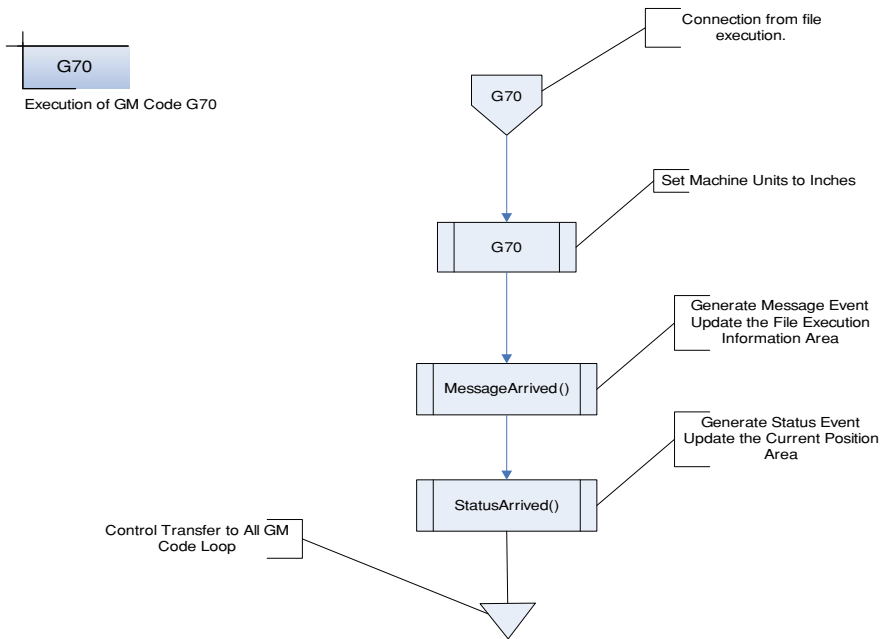 G70
Execution of GM Code G70
Connection from file
execution.
G70
Set Machine Units to Inches
G70
Generate Message Event
Update the File Execution
Information Area
MessageArrived()
Generate Status Event
Update the Current Position
Area
StatusArrived()
Control Transfer to All GM
Code Loop